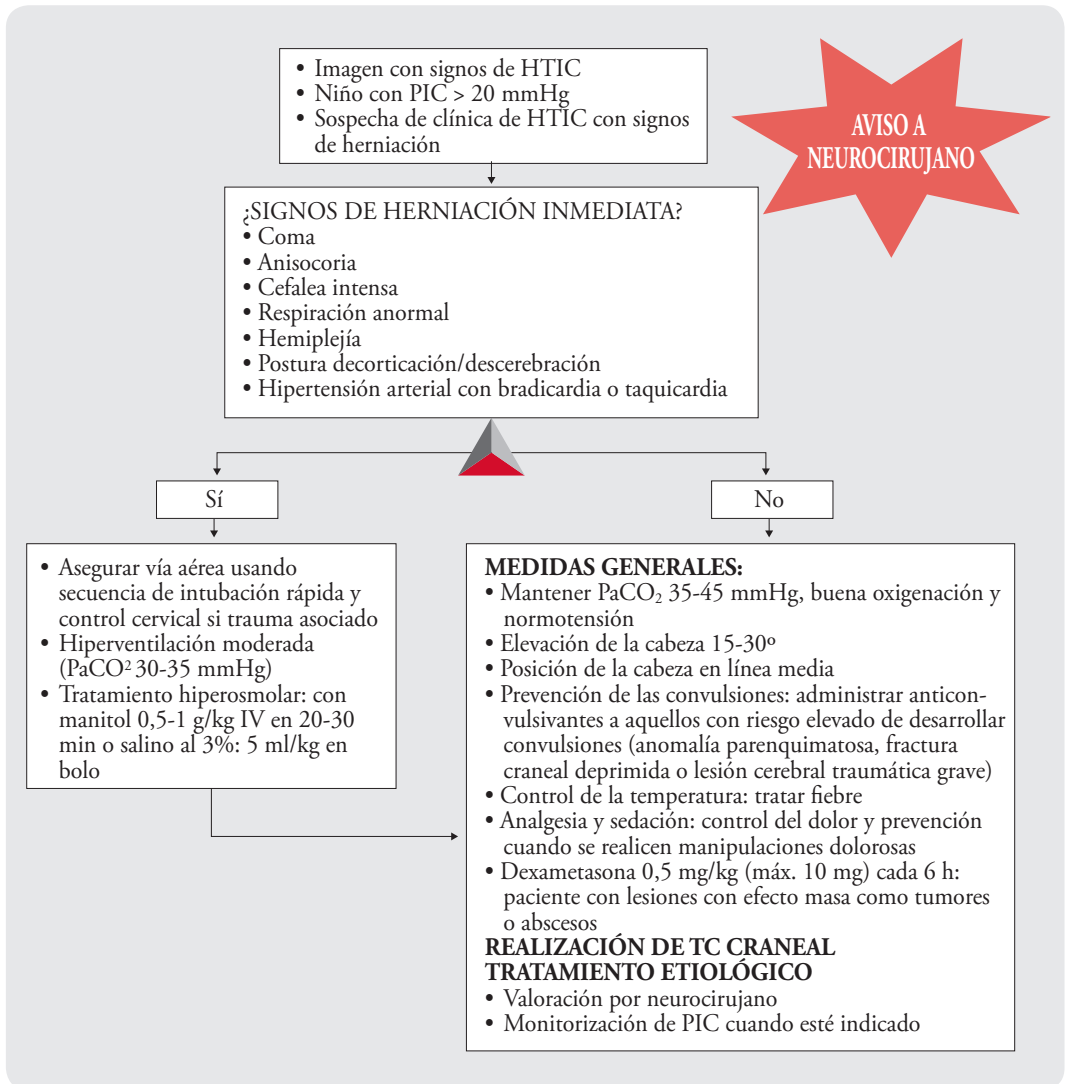 • Imagen con signos de HTIC
• Niño con PIC > 20 mmHg
• Sospecha de clínica de HTIC con signos
de herniación
AVISO A
NEUROCIRUJANO
¿SIGNOS DE HERNIACIÓN INMEDIATA?
• Coma
• Anisocoria
• Cefalea intensa
• Respiración anormal
• Hemiplejía
• Postura decorticación/descerebración
• Hipertensión arterial con bradicardia o taquicardia
Sí
No
• Asegurar vía aérea usando
secuencia de intubación rápida y
control cervical si trauma asociado
• Hiperventilación moderada
(PaCO² 30-35 mmHg)
• Tratamiento hiperosmolar: con
manitol 0,5-1 g/kg IV en 20-30
min o salino al 3%: 5 ml/kg en
bolo
MEDIDAS GENERALES:
• Mantener PaCO₂ 35-45 mmHg, buena oxigenación y
normotensión
• Elevación de la cabeza 15-30º
• Posición de la cabeza en línea media
• Prevención de las convulsiones: administrar anticon-
vulsivantes a aquellos con riesgo elevado de desarrollar
convulsiones (anomalía parenquimatosa, fractura
craneal deprimida o lesión cerebral traumática grave)
• Control de la temperatura: tratar fiebre
• Analgesia y sedación: control del dolor y prevención
cuando se realicen manipulaciones dolorosas
• Dexametasona 0,5 mg/kg (máx. 10 mg) cada 6 h:
paciente con lesiones con efecto masa como tumores
o abscesos
REALIZACIÓN DE TC CRANEAL
TRATAMIENTO ETIOLÓGICO
• Valoración por neurocirujano
• Monitorización de PIC cuando esté indicado